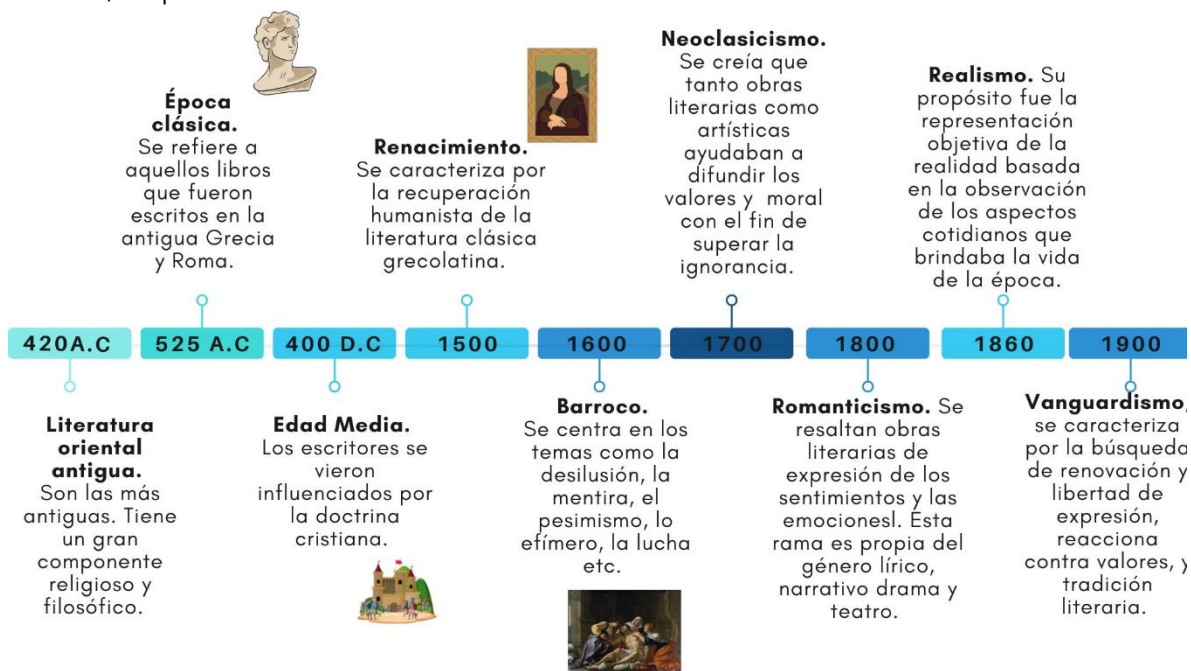 Época
clásica.
Se refiere a
aquellos libros
que fueron
escritos en la
antigua Grecia
y Roma.
Renacimiento.
Se caracteriza por
la recuperación
humanista de la
literatura clásica
grecolatina.
Neoclasicismo.
Se creía que
tanto obras
literarias como
artísticas
ayudaban a
difundir los
valores y moral
con el fin de
superar la
ignorancia.
Realismo. Su
propósito fue la
representación
objetiva de la
realidad basada
en la observación
de los aspectos
cotidianos que
brindaba la vida
de la época.
420A.C
525 A.C
400 D.C
1500
1600
1700
1800
1860
1900
Literatura
oriental
antigua.
Son las más
antiguas. Tiene
un gran
componente
religioso y
filosófico.
Edad Media.
Los escritores se
vieron
influenciados por
la doctrina
cristiana.
Barroco.
Se centra en los
temas como la
desilusión, la
mentira, el
pesimismo, lo
efímero, la lucha
etc.
Romanticismo. Se
resaltan obras
literarias de
expresión de los
sentimientos y las
emocionesl. Esta
rama es propia del
género lírico,
narrativo drama y
teatro.
Vanguardismo,
se caracteriza
por la búsqueda
de renovación y
libertad de
expresión,
reacciona
contra valores, y
tradición
literaria.